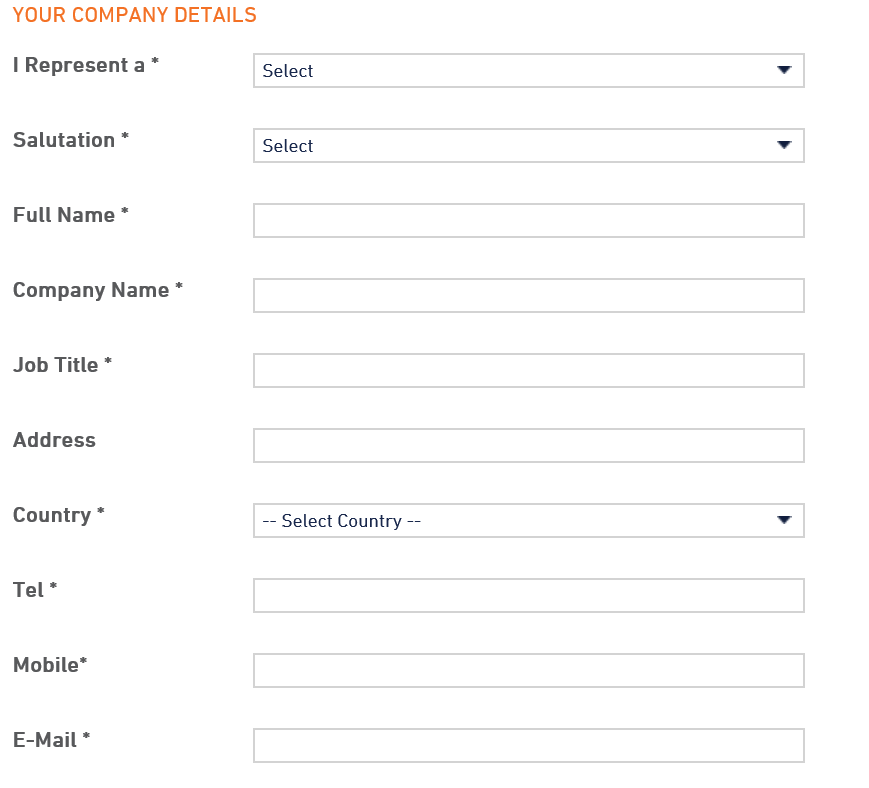 YOUR COMPANY DETAILS
I Represent a * Select
Salutation * Select
Full Name *
Company Name *
Job Title *
Address
Country * -- Select Country --
Tel *
Mobile*
E-Mail *